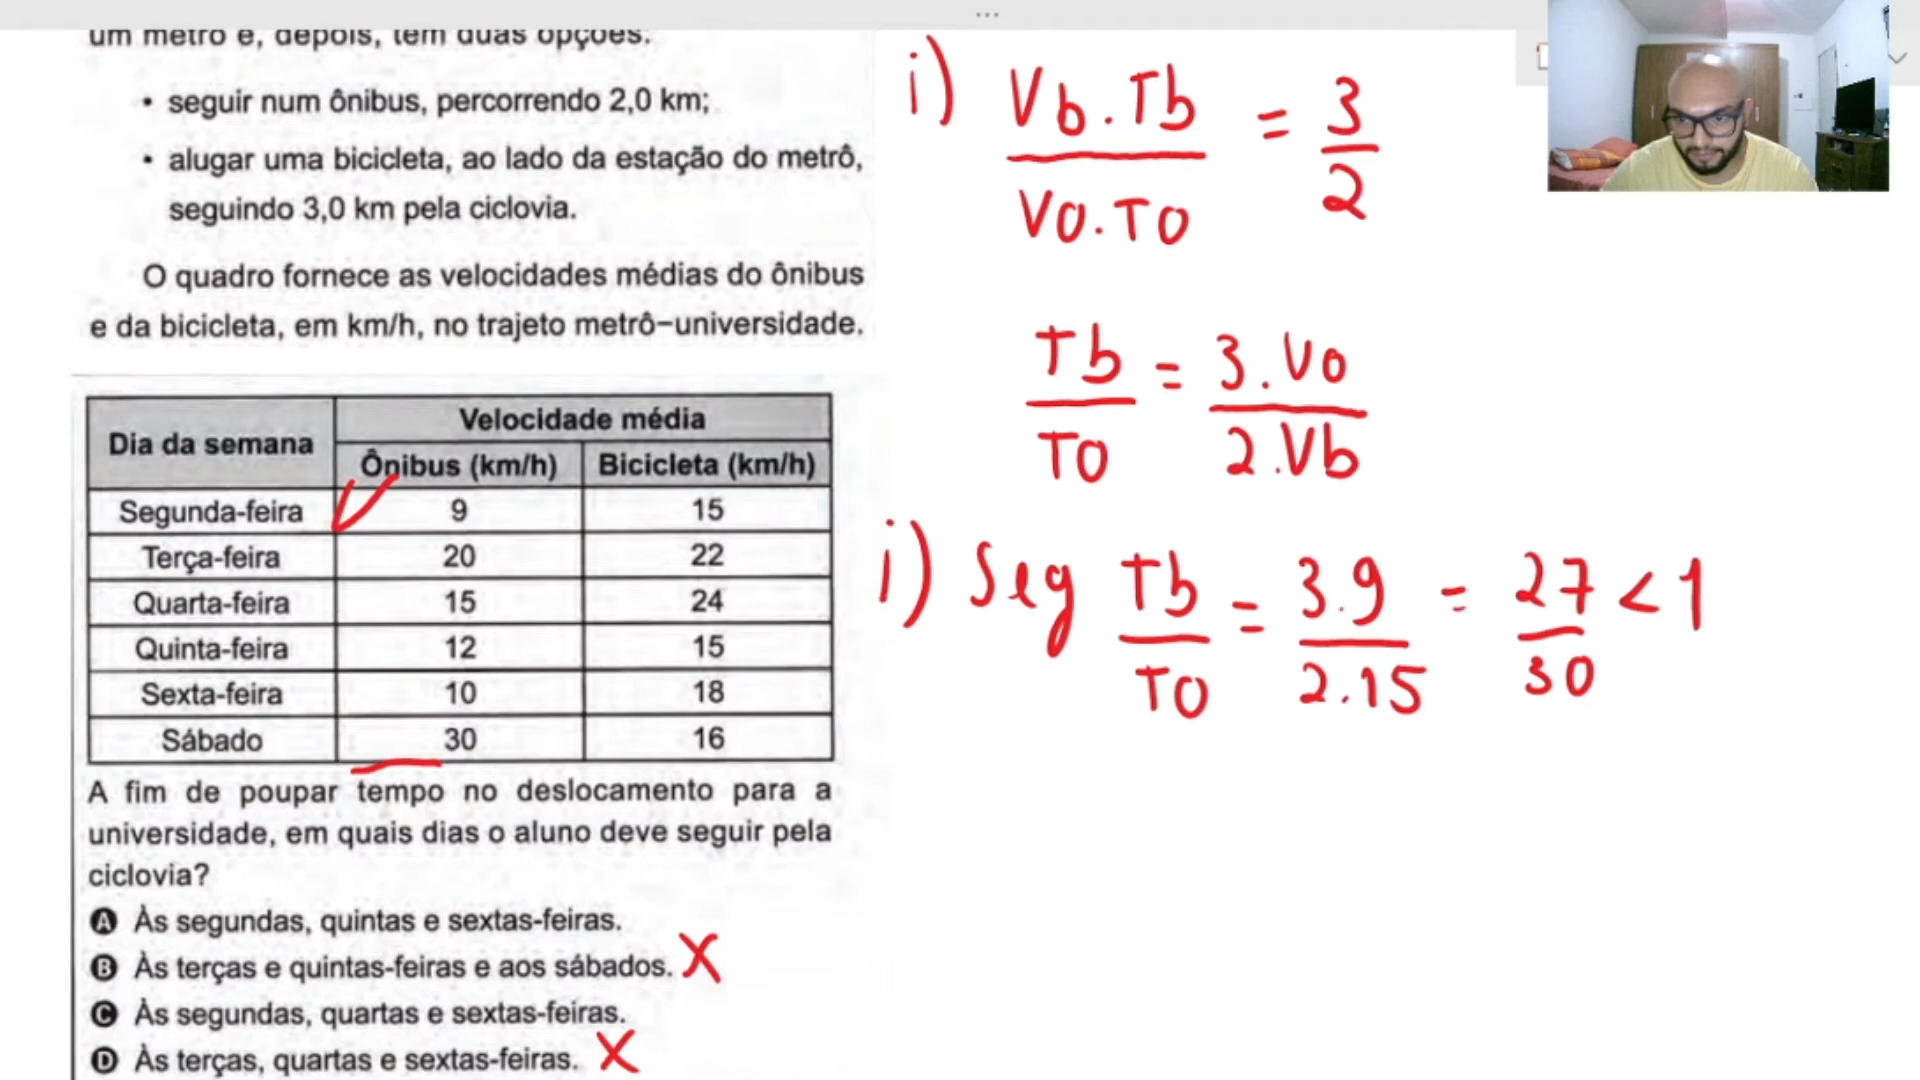 um metrô e, depois, tem duas opções:
• seguir num ônibus, percorrendo 2,0 km;
• alugar uma bicicleta, ao lado da estação do metrô,
seguindo 3,0 km pela ciclovia.
O quadro fornece as velocidades médias do ônibus
e da bicicleta, em km/h, no trajeto metrô−universidade.
Dia da semana
Velocidade média
Ônibus (km/h) Bicicleta (km/h)
Segunda-feira 9 15
Terça-feira 20 22
Quarta-feira 15 24
Quinta-feira 12 15
Sexta-feira 10 18
Sábado 30 16
A fim de poupar tempo no deslocamento para a
universidade, em quais dias o aluno deve seguir pela
ciclovia?
A Às segundas, quintas e sextas-feiras.
B Às terças e quintas-feiras e aos sábados. X
C Às segundas, quartas e sextas-feiras.
D Às terças, quartas e sextas-feiras. X
i) Vb.Tb / Vo.To = 3/2
Tb / To = 3.Vo / 2.Vb
i) Seg Tb / To = 3.9 / 2.15 = 27 / 30 < 1